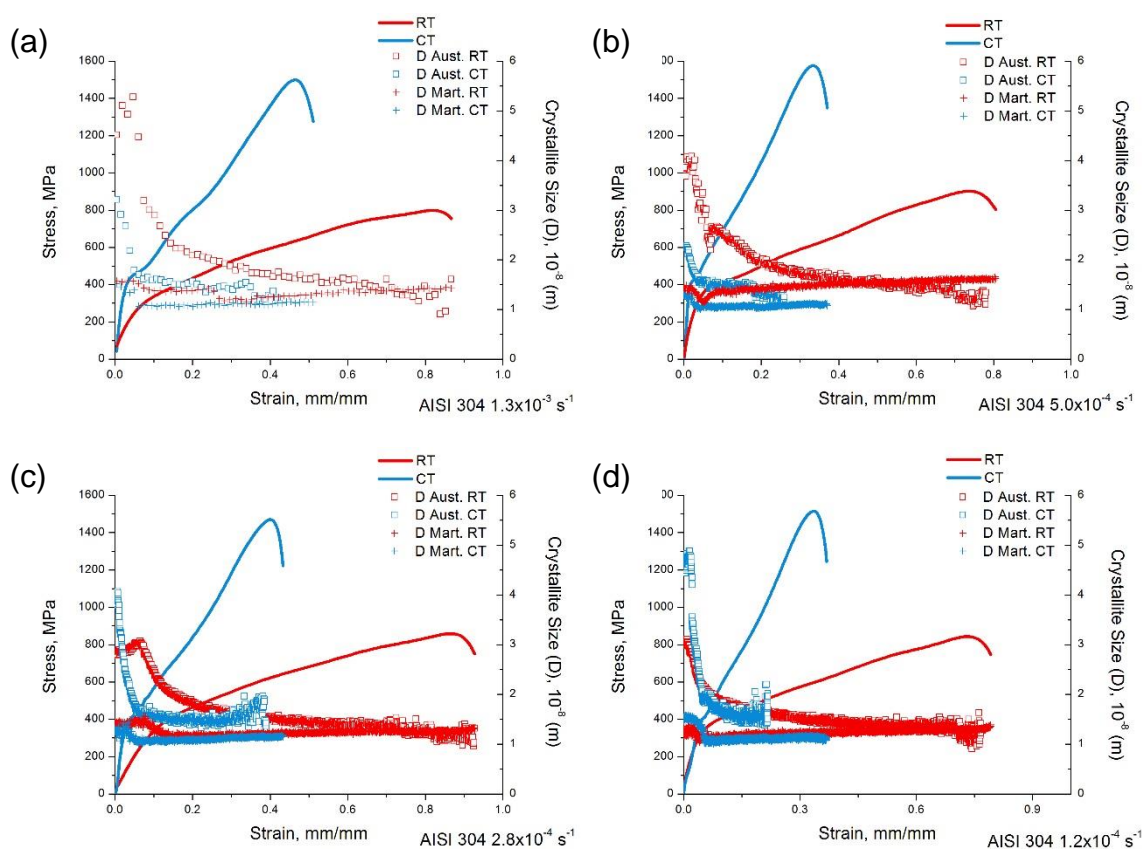 (a)
RT
CT
D Aust. RT
D Aust. CT
D Mart. RT
D Mart. CT
1600
1400
1200
1000
800
600
400
200
0
Stress, MPa
6
5
4
3
2
1
0
Crystallite Size (D), 10⁻⁸ (m)
0.0 0.2 0.4 0.6 0.8 1.0
Strain, mm/mm
AISI 304 1.3x10⁻³ s⁻¹
(b)
RT
CT
D Aust. RT
D Aust. CT
D Mart. RT
D Mart. CT
00
1400
1200
1000
800
600
400
200
0
Stress, MPa
6
5
4
3
2
1
0
Crystallite Seize (D), 10⁻⁸ (m)
0.0 0.2 0.4 0.6 0.8 1.0
Strain, mm/mm
AISI 304 5.0x10⁻⁴ s⁻¹
(c)
RT
CT
D Aust. RT
D Aust. CT
D Mart. RT
D Mart. CT
1600
1400
1200
1000
800
600
400
200
0
Stress, MPa
6
5
4
3
2
1
0
Crystallite Size (D), 10⁻⁸ (m)
0.0 0.2 0.4 0.6 0.8 1.0
Strain, mm/mm
AISI 304 2.8x10⁻⁴ s⁻¹
(d)
RT
CT
D Aust. RT
D Aust. CT
D Mart. RT
D Mart. CT
00
1400
1200
1000
800
600
400
200
0
Stress, MPa
6
5
4
3
2
1
0
Crystallite Size (D), 10⁻⁸ (m)
0.0 0.3 0.6 0.9
Strain, mm/mm
AISI 304 1.2x10⁻⁴ s⁻¹